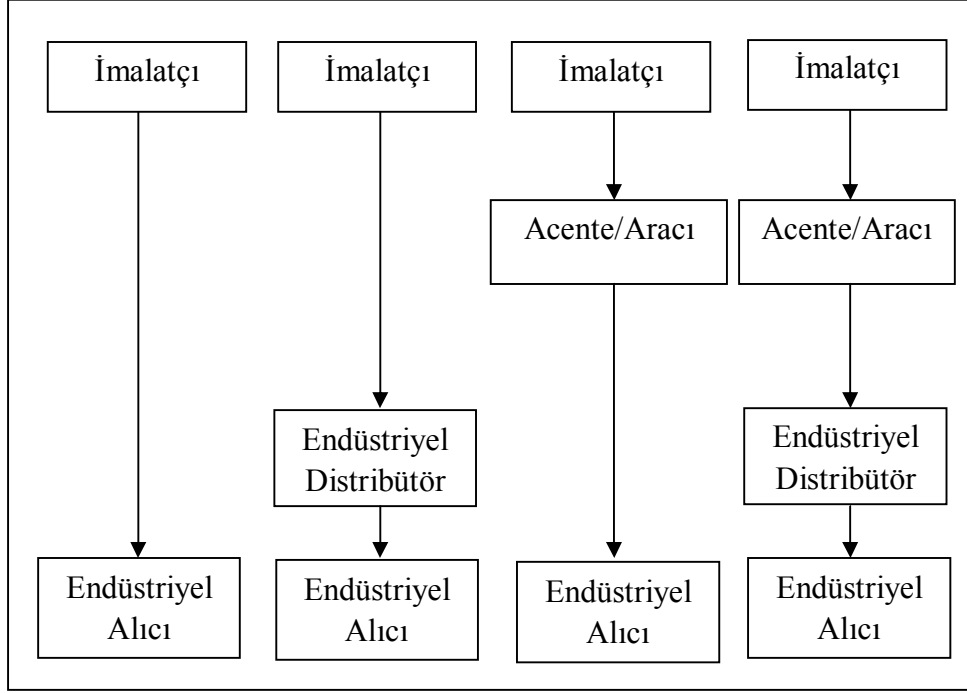 İmalatçı
İmalatçı
İmalatçı
İmalatçı
Acente/Aracı
Acente/Aracı
Endüstriyel
Distribütör
Endüstriyel
Distribütör
Endüstriyel
Alıcı
Endüstriyel
Alıcı
Endüstriyel
Alıcı
Endüstriyel
Alıcı